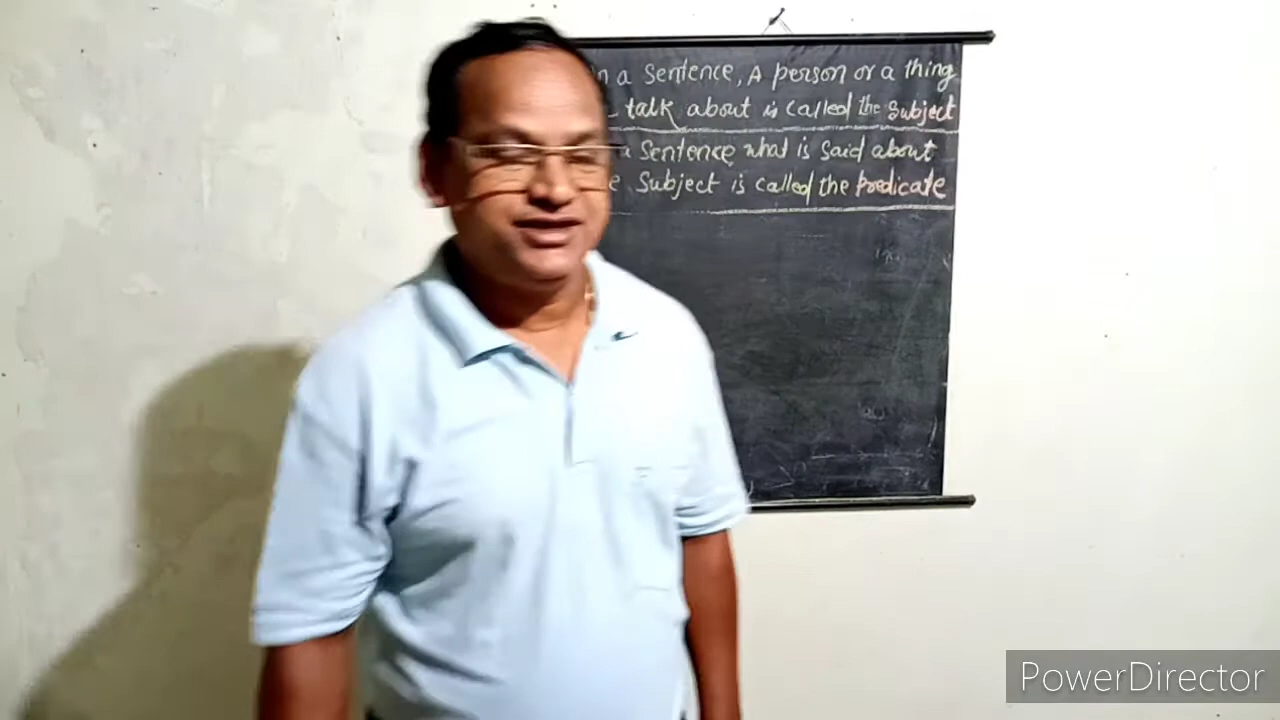 in a Sentence, A person or a thing
talk about is called the Subject
a Sentence what is said about
Subject is called the Predicate
PowerDirector